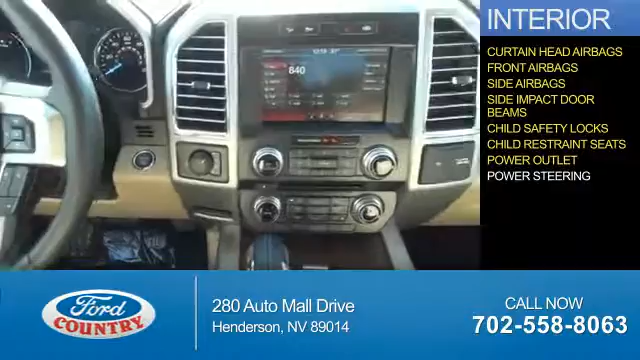 INTERIOR
CURTAIN HEAD AIRBAGS
FRONT AIRBAGS
SIDE AIRBAGS
SIDE IMPACT DOOR
BEAMS
CHILD SAFETY LOCKS
CHILD RESTRAINT SEATS
POWER OUTLET
POWER STEERING
840
Ford
COUNTRY
280 Auto Mall Drive
Henderson, NV 89014
CALL NOW
702-558-8063